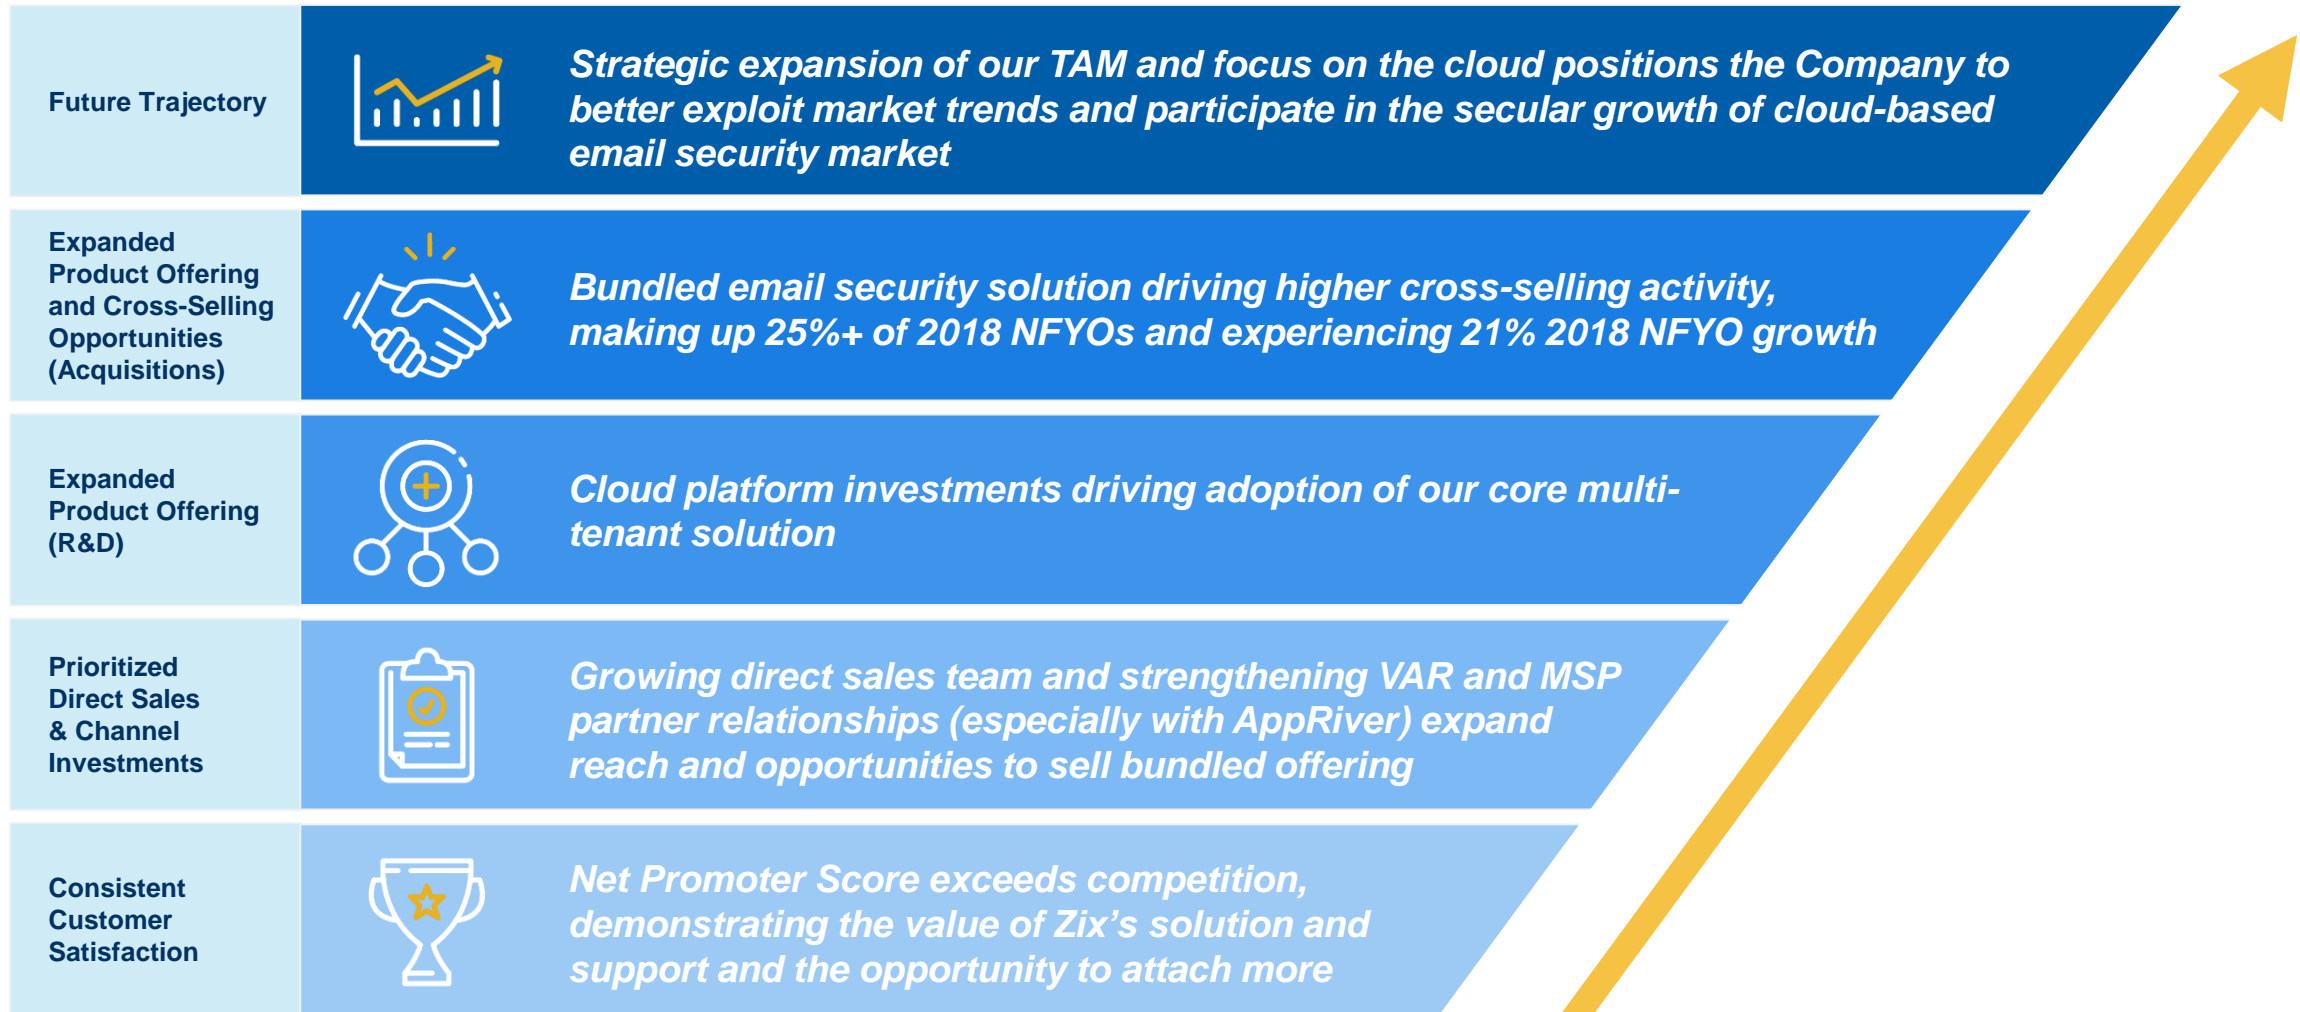 Future Trajectory
Strategic expansion of our TAM and focus on the cloud positions the Company to
better exploit market trends and participate in the secular growth of cloud-based
email security market
Expanded
Product Offering
and Cross-Selling
Opportunities
(Acquisitions)
Bundled email security solution driving higher cross-selling activity,
making up 25%+ of 2018 NFYOs and experiencing 21% 2018 NFYO growth
Expanded
Product Offering
(R&D)
Cloud platform investments driving adoption of our core multi-
tenant solution
Prioritized
Direct Sales
& Channel
Investments
Growing direct sales team and strengthening VAR and MSP
partner relationships (especially with AppRiver) expand
reach and opportunities to sell bundled offering
Consistent
Customer
Satisfaction
Net Promoter Score exceeds competition,
demonstrating the value of Zix’s solution and
support and the opportunity to attach more